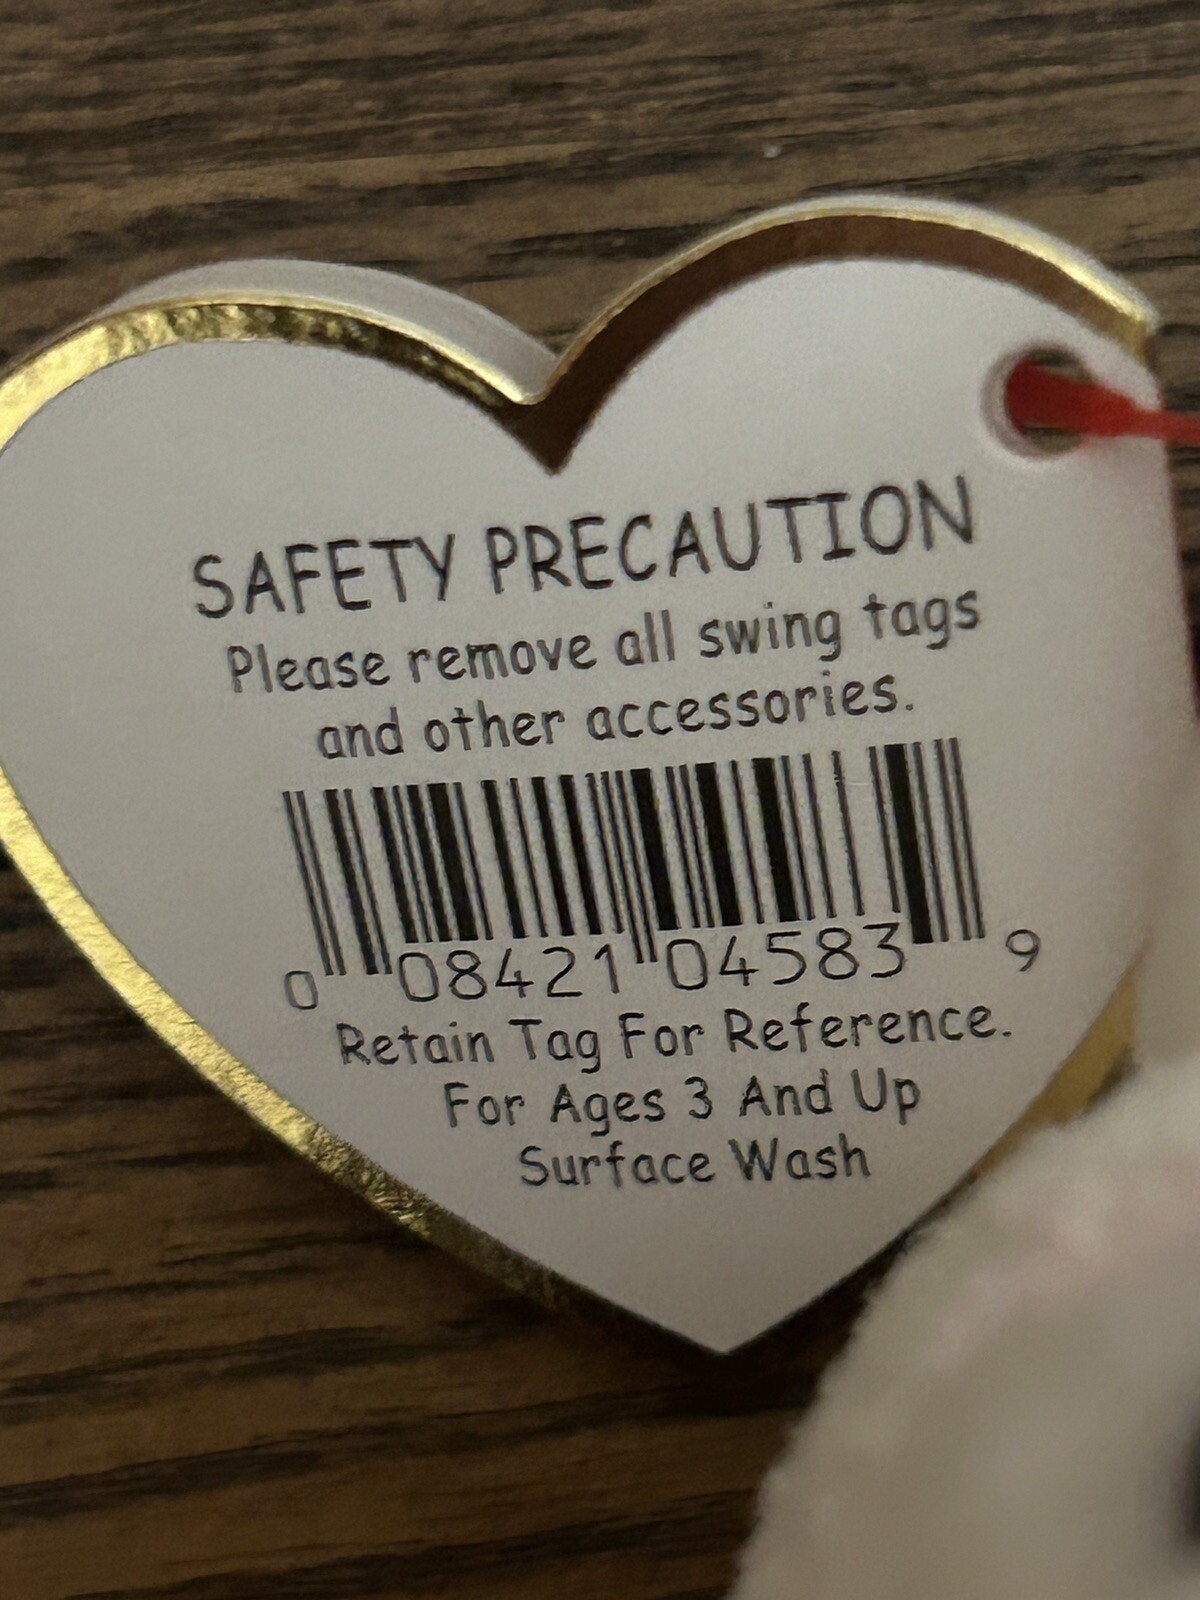 SAFETY PRECAUTION
Please remove all swing tags
and other accessories.
0 08421 04583 9
Retain Tag For Reference.
For Ages 3 And Up
Surface Wash